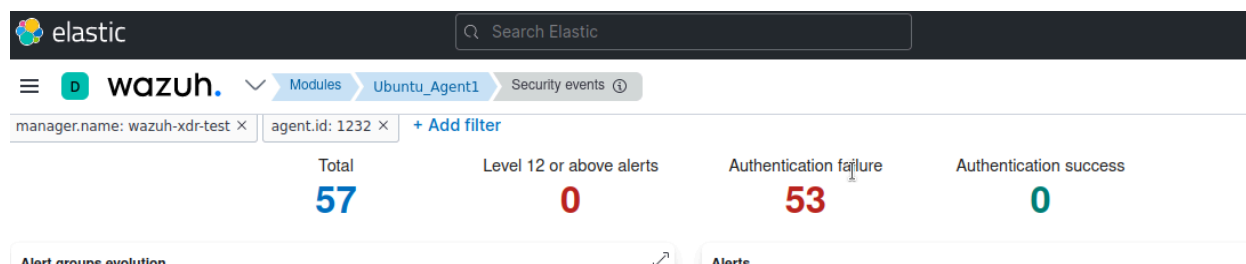 elastic Search Elastic
D wazuh. Modules Ubuntu_Agent1 Security events
manager.name: wazuh-xdr-test × agent.id: 1232 × + Add filter
Total Level 12 or above alerts Authentication failure Authentication success
57 0 53 0
Alert groups evolution Alerts